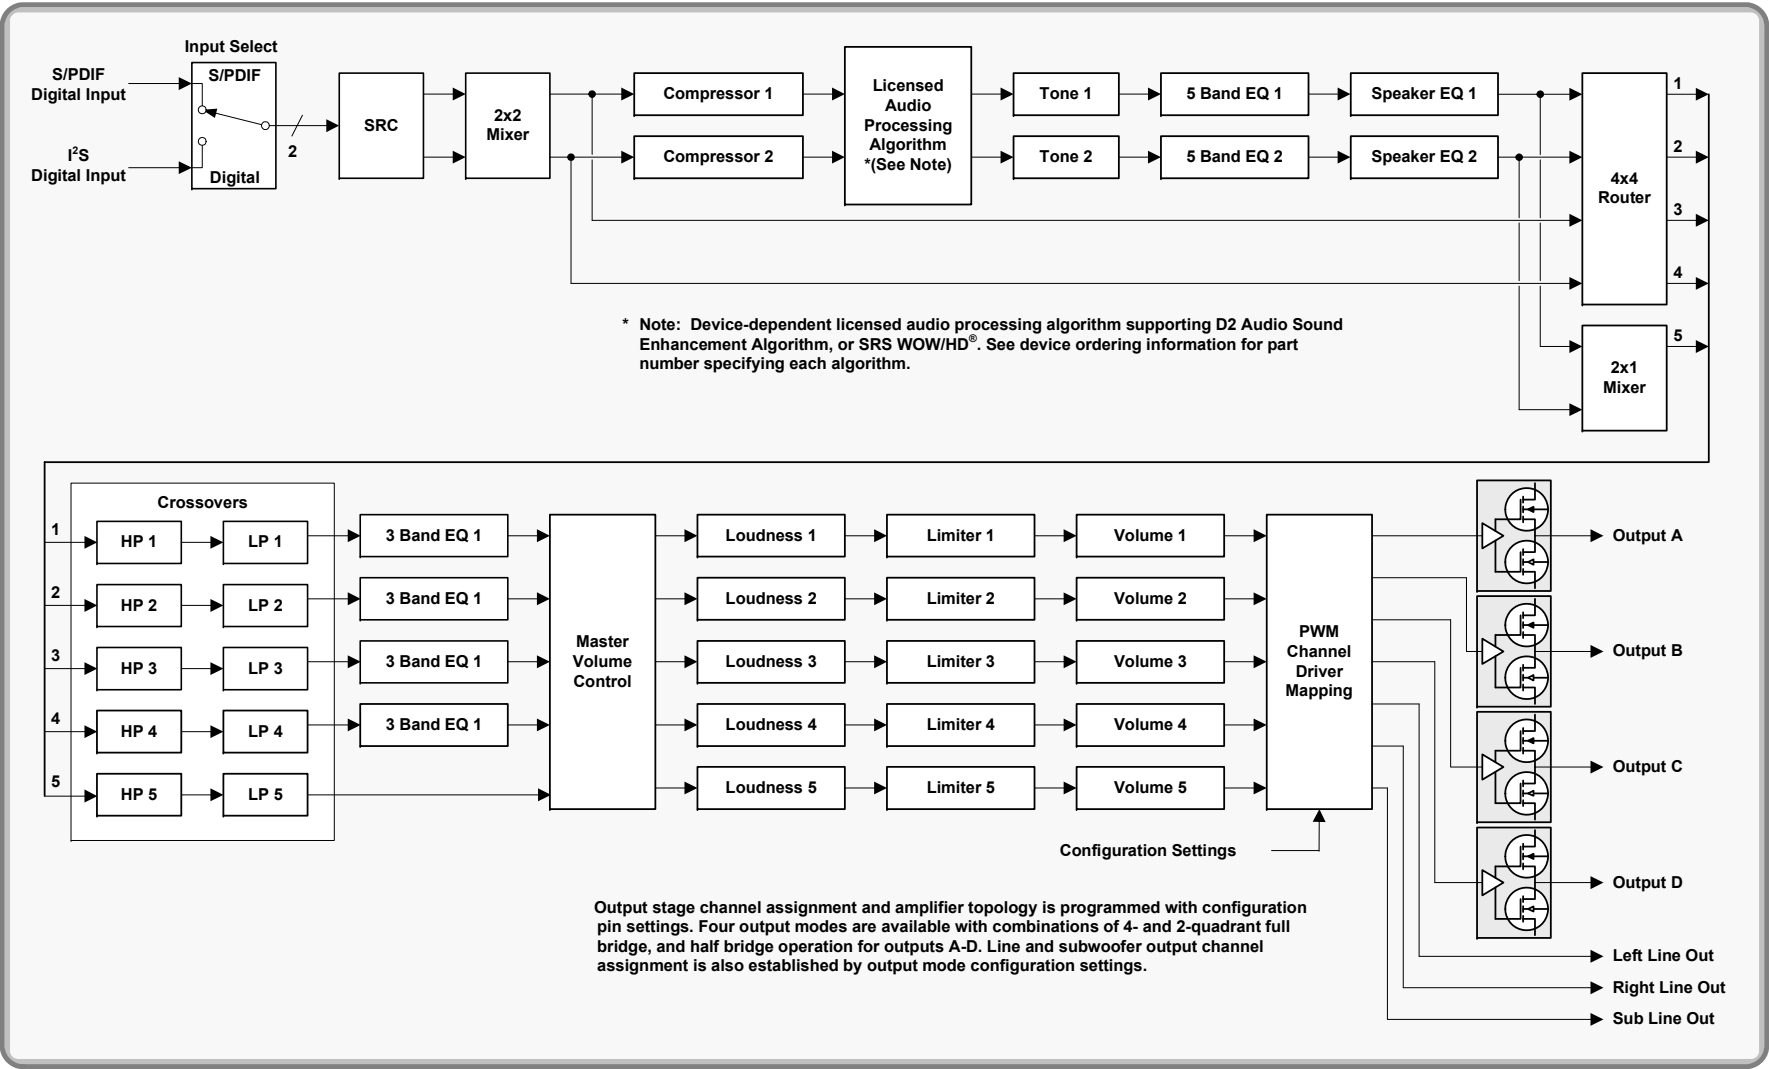 Input Select
S/PDIF
Digital Input
S/PDIF
I²S
Digital Input
Digital
2
SRC
2x2
Mixer
Compressor 1
Compressor 2
Licensed
Audio
Processing
Algorithm
*(See Note)
Tone 1
Tone 2
5 Band EQ 1
5 Band EQ 2
Speaker EQ 1
Speaker EQ 2
4x4
Router
1
2
3
4
2x1
Mixer
5
* Note: Device-dependent licensed audio processing algorithm supporting D2 Audio Sound
Enhancement Algorithm, or SRS WOW/HD®. See device ordering information for part
number specifying each algorithm.
Crossovers
1
HP 1
LP 1
3 Band EQ 1
2
HP 2
LP 2
3 Band EQ 1
3
HP 3
LP 3
3 Band EQ 1
4
HP 4
LP 4
3 Band EQ 1
5
HP 5
LP 5
Master
Volume
Control
Loudness 1
Limiter 1
Volume 1
Loudness 2
Limiter 2
Volume 2
Loudness 3
Limiter 3
Volume 3
Loudness 4
Limiter 4
Volume 4
Loudness 5
Limiter 5
Volume 5
PWM
Channel
Driver
Mapping
Configuration Settings
Output A
Output B
Output C
Output D
Left Line Out
Right Line Out
Sub Line Out
Output stage channel assignment and amplifier topology is programmed with configuration
pin settings. Four output modes are available with combinations of 4- and 2-quadrant full
bridge, and half bridge operation for outputs A-D. Line and subwoofer output channel
assignment is also established by output mode configuration settings.